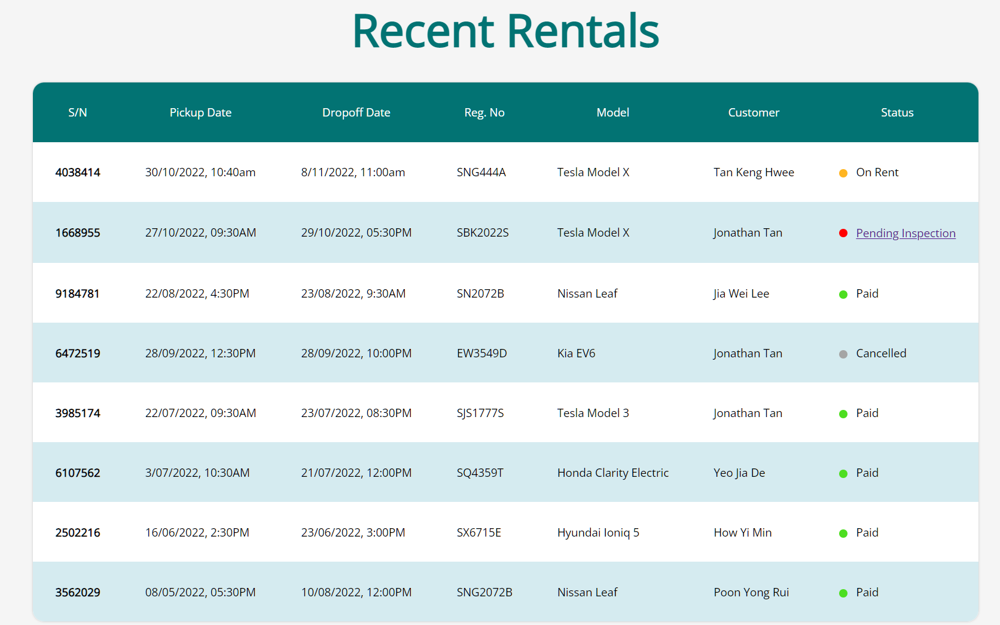 Recent Rentals
S/N Pickup Date Dropoff Date Reg. No Model Customer Status
4038414 30/10/2022, 10:40am 8/11/2022, 11:00am SNG444A Tesla Model X Tan Keng Hwee On Rent
1668955 27/10/2022, 09:30AM 29/10/2022, 05:30PM SBK2022S Tesla Model X Jonathan Tan Pending Inspection
9184781 22/08/2022, 4:30PM 23/08/2022, 9:30AM SN2072B Nissan Leaf Jia Wei Lee Paid
6472519 28/09/2022, 12:30PM 28/09/2022, 10:00PM EW3549D Kia EV6 Jonathan Tan Cancelled
3985174 22/07/2022, 09:30AM 23/07/2022, 08:30PM SJS1777S Tesla Model 3 Jonathan Tan Paid
6107562 3/07/2022, 10:30AM 21/07/2022, 12:00PM SQ4359T Honda Clarity Electric Yeo Jia De Paid
2502216 16/06/2022, 2:30PM 23/06/2022, 3:00PM SX6715E Hyundai Ioniq 5 How Yi Min Paid
3562029 08/05/2022, 05:30PM 10/08/2022, 12:00PM SNG2072B Nissan Leaf Poon Yong Rui Paid